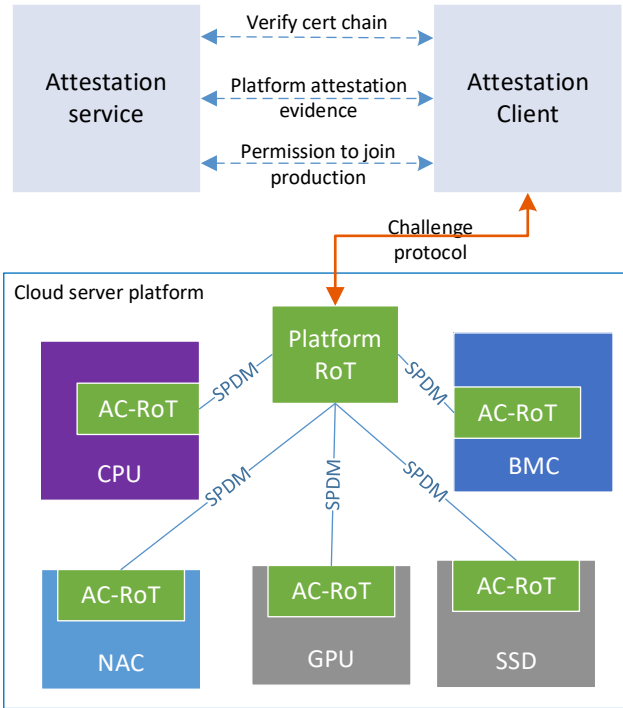 Verify cert chain
Attestation
service
Platform attestation
evidence
Attestation
Client
Permission to join
production
Challenge
protocol
Cloud server platform
Platform
RoT
SPDM
SPDM
AC-RoT
CPU
AC-RoT
BMC
SPDM
SPDM
SPDM
AC-RoT
NAC
AC-RoT
GPU
AC-RoT
SSD